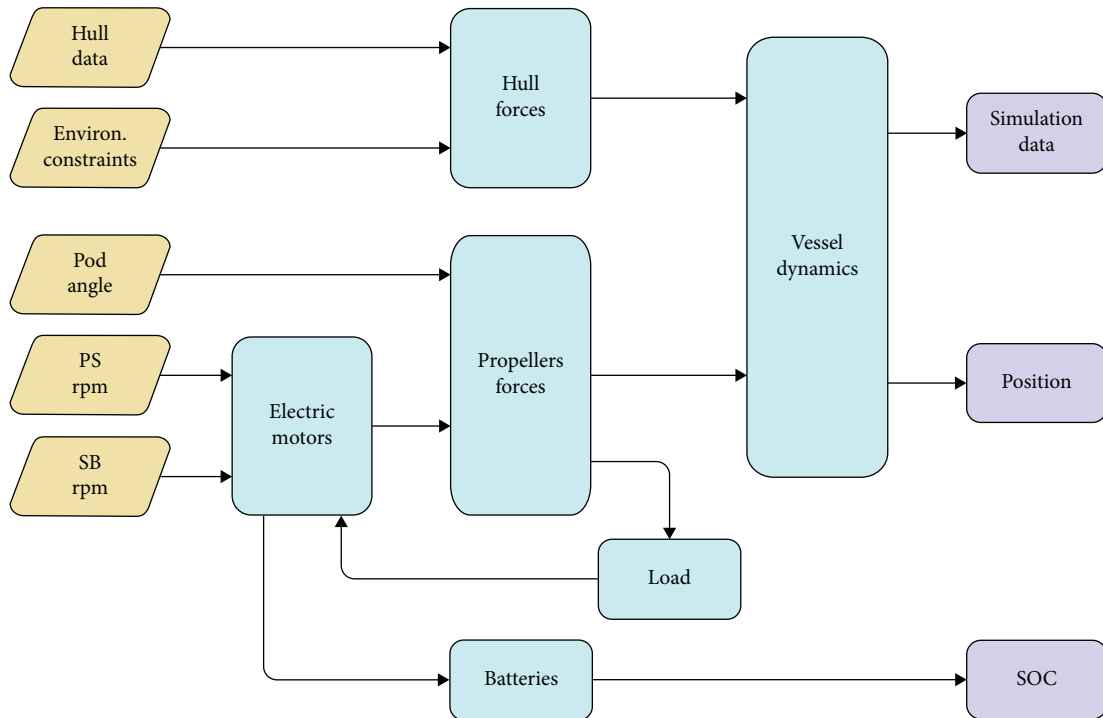 Hull
data
Environ.
constraints
Pod
angle
PS
rpm
SB
rpm
Electric
motors
Hull
forces
Propellers
forces
Load
Batteries
Vessel
dynamics
Simulation
data
Position
SOC